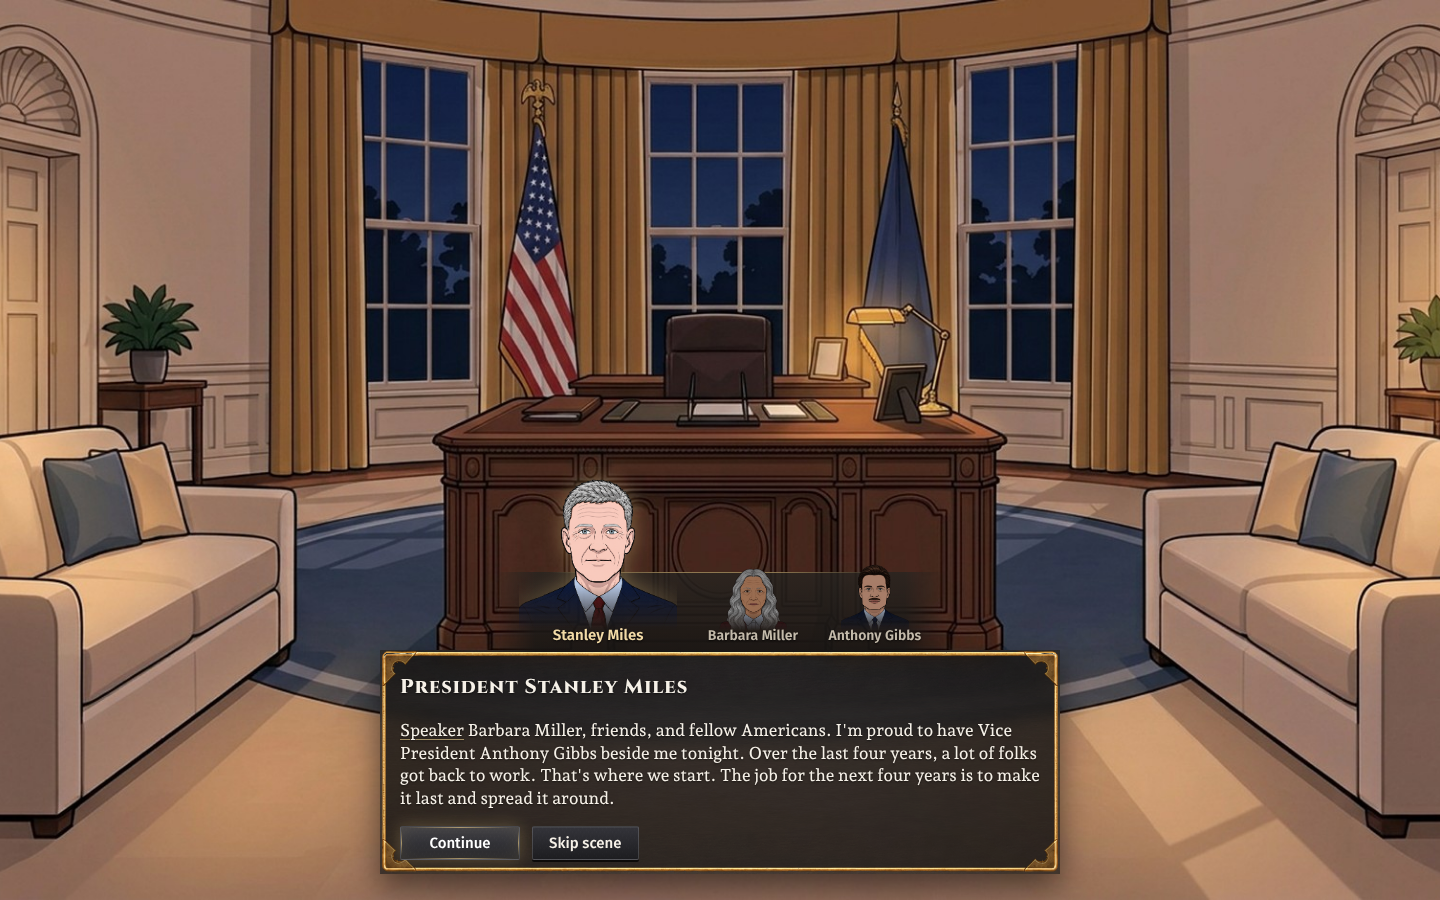 Stanley Miles
Barbara Miller
Anthony Gibbs
President Stanley Miles
Speaker Barbara Miller, friends, and fellow Americans. I'm proud to have Vice
President Anthony Gibbs beside me tonight. Over the last four years, a lot of folks
got back to work. That's where we start. The job for the next four years is to make
it last and spread it around.
Continue
Skip scene